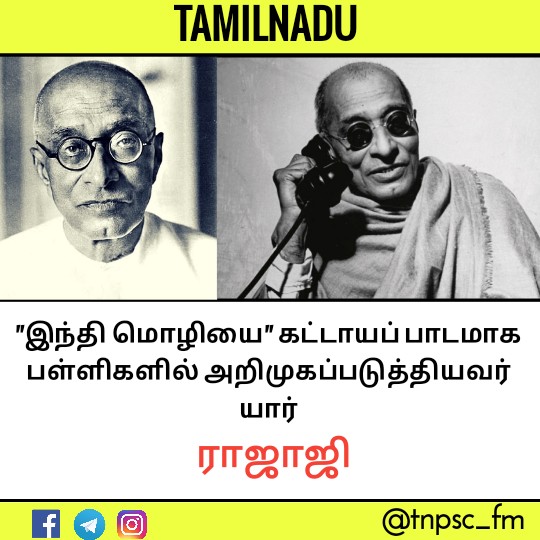 TAMILNADU
"இந்தி மொழியை" கட்டாயப் பாடமாக
பள்ளிகளில் அறிமுகப்படுத்தியவர்
யார்
ராஜாஜி
@tnpsc_fm